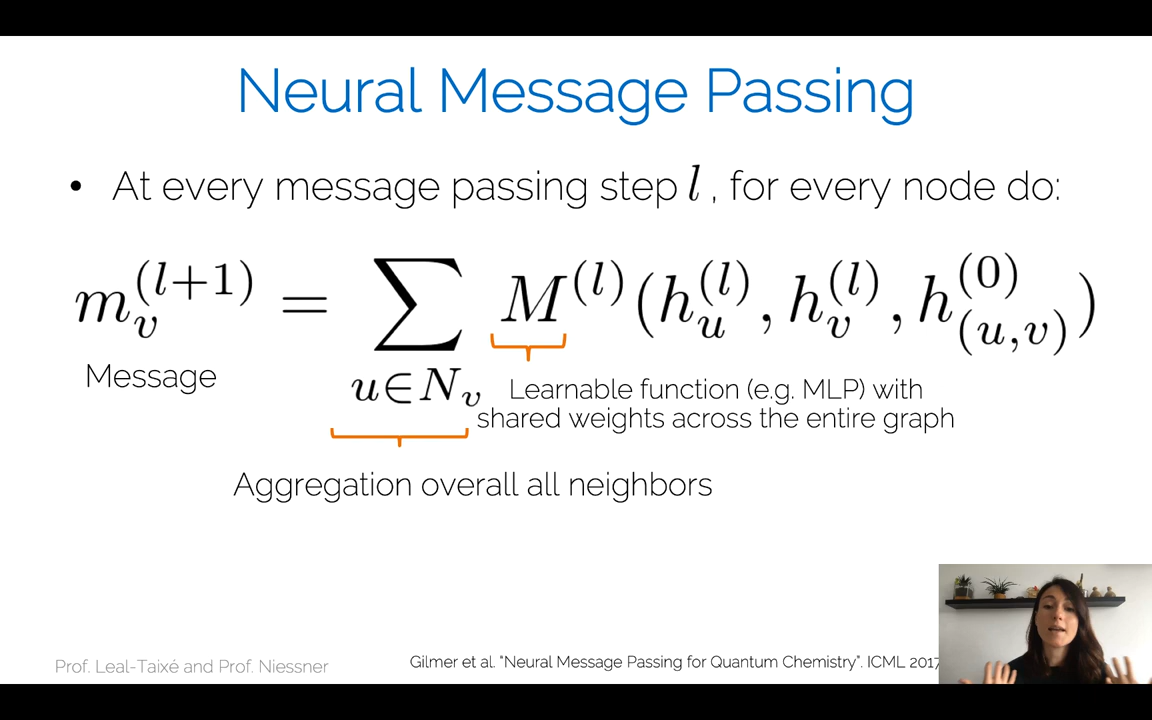 Neural Message Passing
• At every message passing step l , for every node do:
m_v^{(l+1)} = \sum_{u \in N_v} M^{(l)}(h_u^{(l)}, h_v^{(l)}, h_{(u,v)}^{(0)})
Message
Learnable function (e.g. MLP) with
shared weights across the entire graph
Aggregation overall all neighbors
Prof. Leal-Taixé and Prof. Niessner
Gilmer et al. “Neural Message Passing for Quantum Chemistry”. ICML 2017